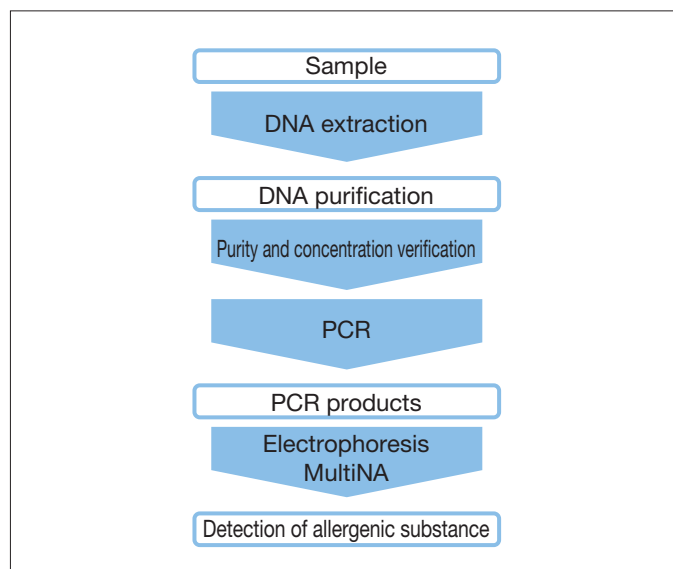 Sample
DNA extraction
DNA purification
Purity and concentration verification
PCR
PCR products
Electrophoresis
MultiNA
Detection of allergenic substance